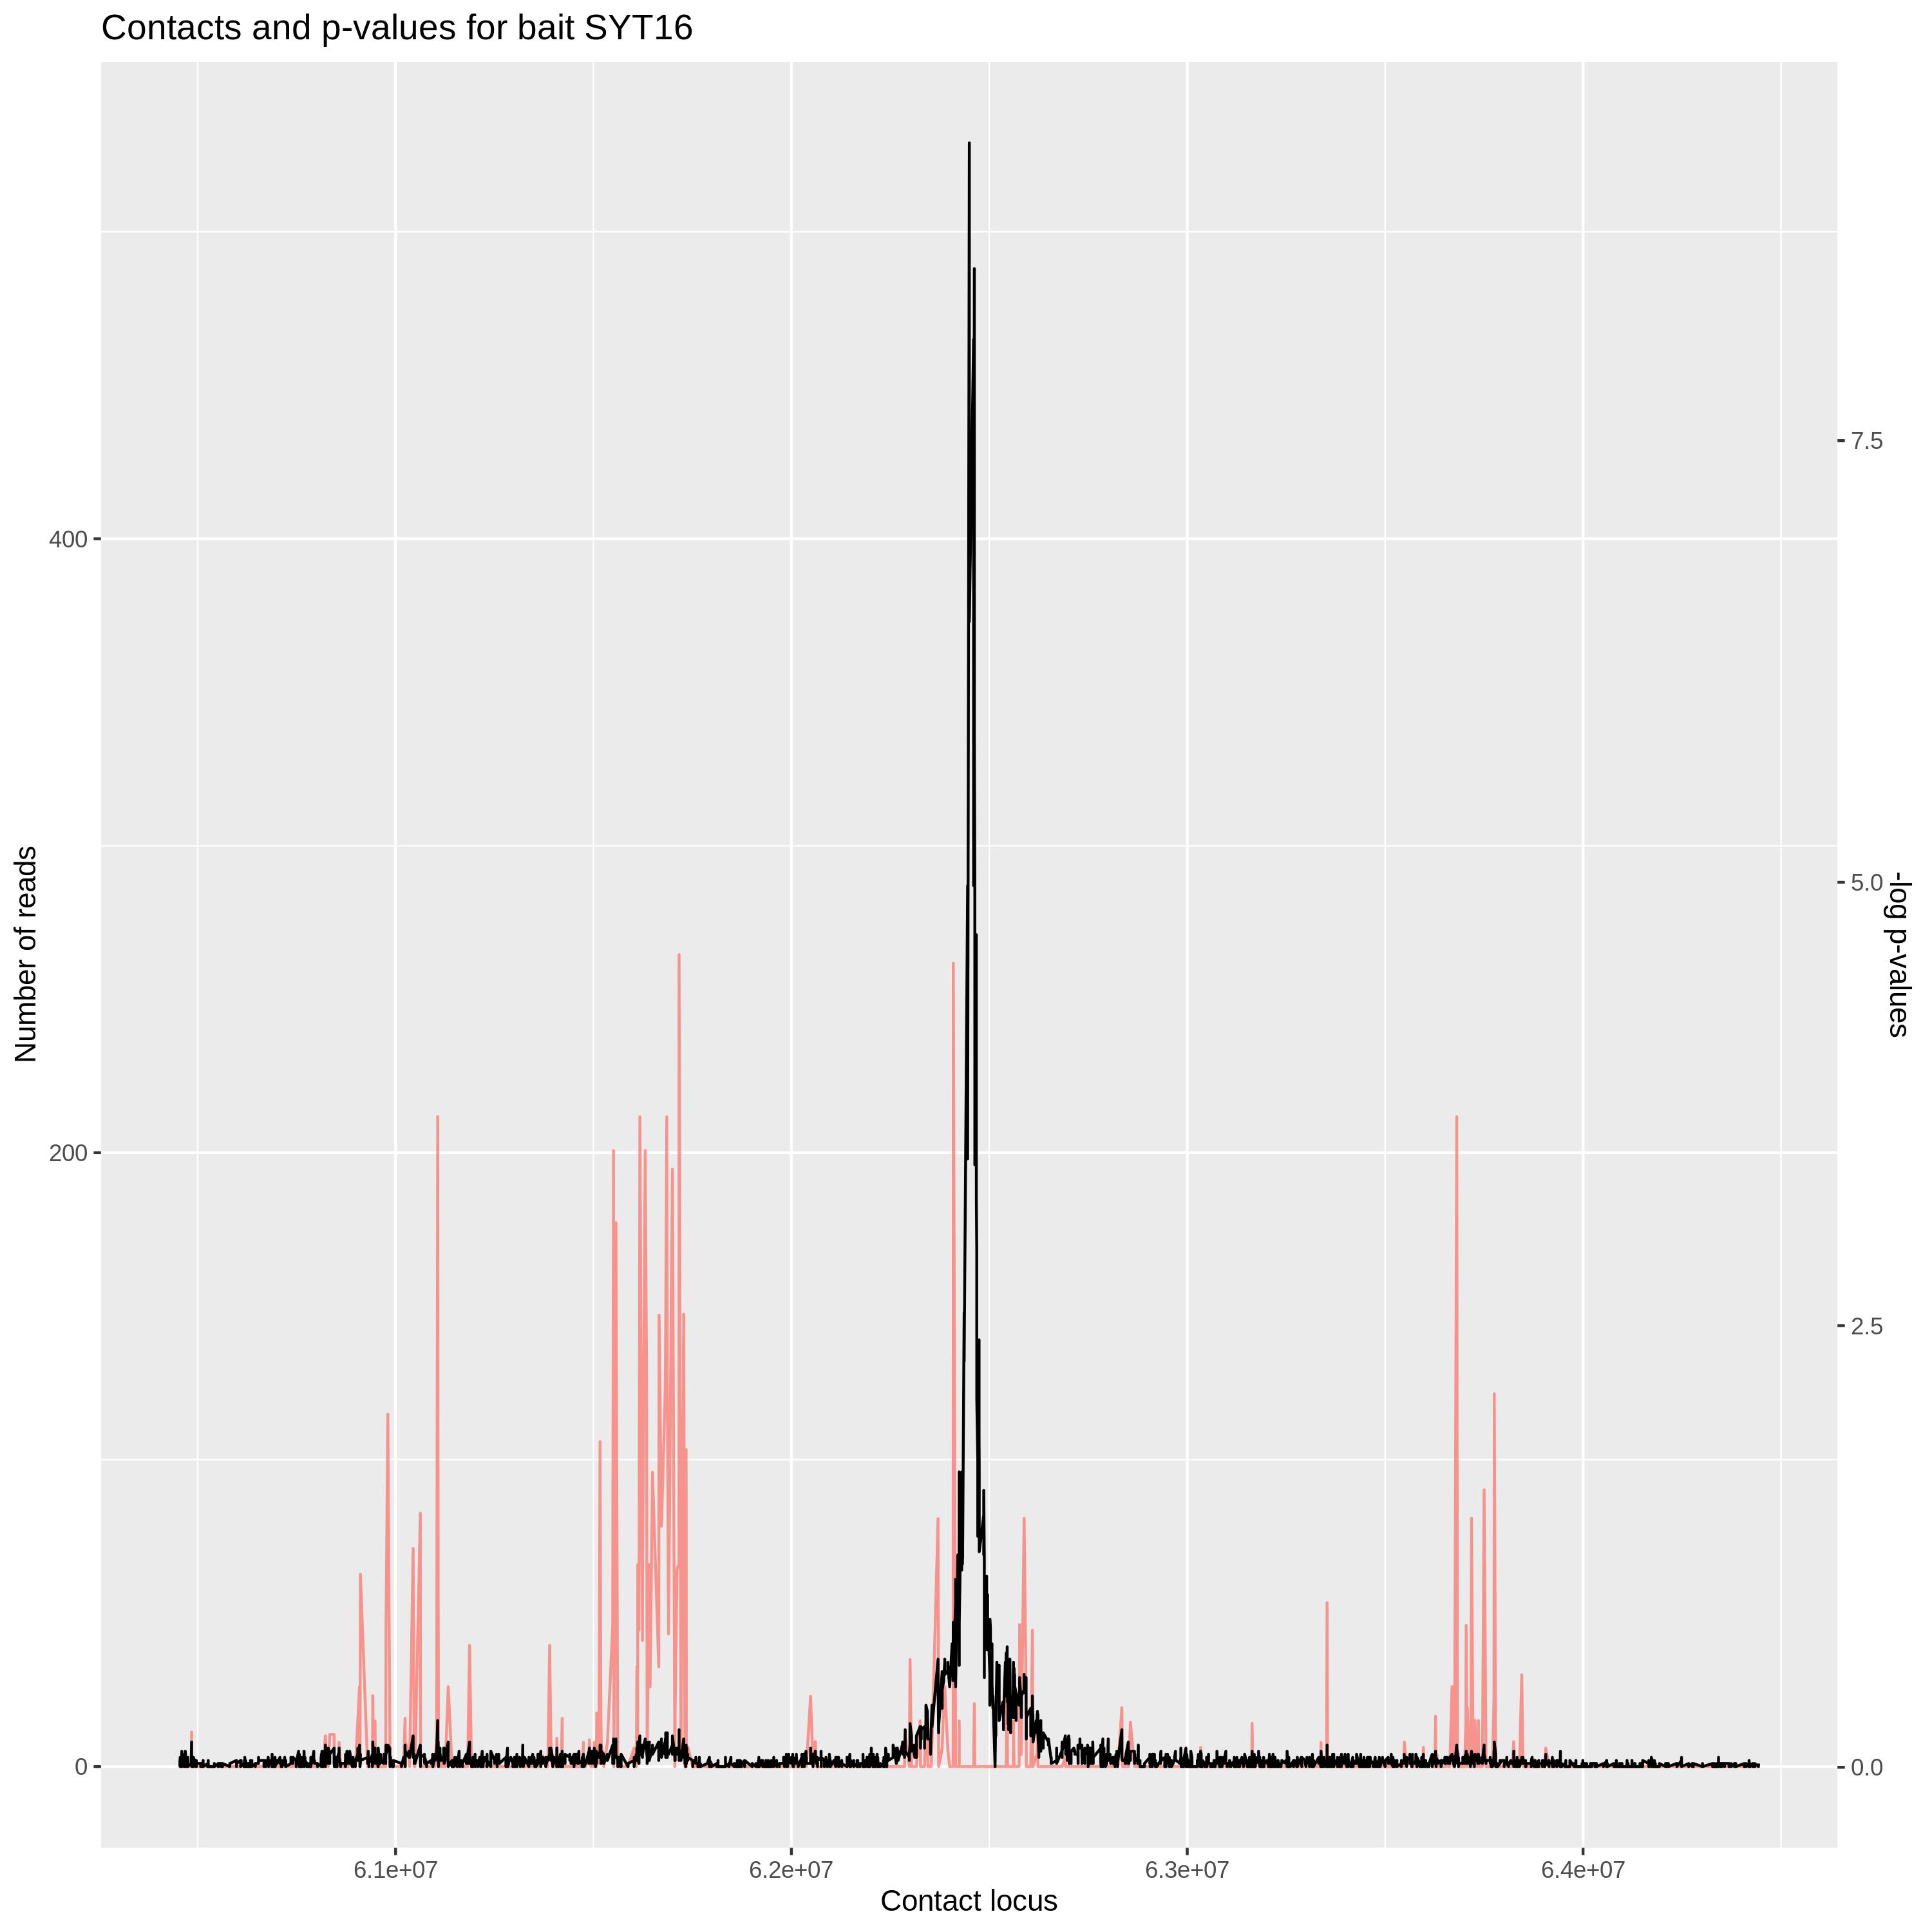 Contacts and p-values for bait SYT16
Number of reads
400
200
0
7.5
5.0
2.5
0.0
-log p-values
6.1e+07
6.2e+07
6.3e+07
6.4e+07
Contact locus